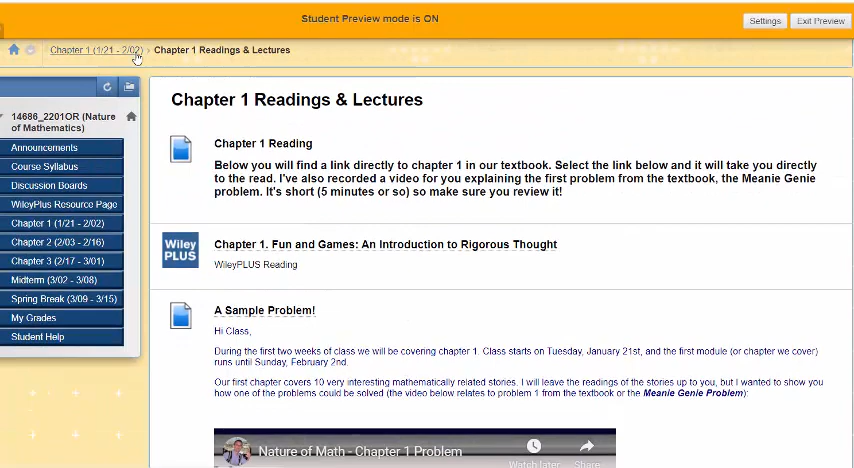 Student Preview mode is ON
Settings
Exit Preview
Chapter 1 (1/21 - 2/02) › Chapter 1 Readings & Lectures
14686_2201OR (Nature
of Mathematics)
Announcements
Course Syllabus
Discussion Boards
WileyPlus Resource Page
Chapter 1 (1/21 - 2/02)
Chapter 2 (2/03 - 2/16)
Chapter 3 (2/17 - 3/01)
Midterm (3/02 - 3/08)
Spring Break (3/09 - 3/15)
My Grades
Student Help
Chapter 1 Readings & Lectures
Chapter 1 Reading
Below you will find a link directly to chapter 1 in our textbook. Select the link below and it will take you directly
to the read. I've also recorded a video for you explaining the first problem from the textbook, the Meanie Genie
problem. It's short (5 minutes or so) so make sure you review it!
Wiley
PLUS
Chapter 1. Fun and Games: An Introduction to Rigorous Thought
WileyPLUS Reading
A Sample Problem!
Hi Class,
During the first two weeks of class we will be covering chapter 1. Class starts on Tuesday, January 21st, and the first module (or chapter we cover)
runs until Sunday, February 2nd.
Our first chapter covers 10 very interesting mathematically related stories. I will leave the readings of the stories up to you, but I wanted to show you
how one of the problems could be solved (the video below relates to problem 1 from the textbook or the Meanie Genie Problem):
Nature of Math - Chapter 1 Problem
Watch later
Share